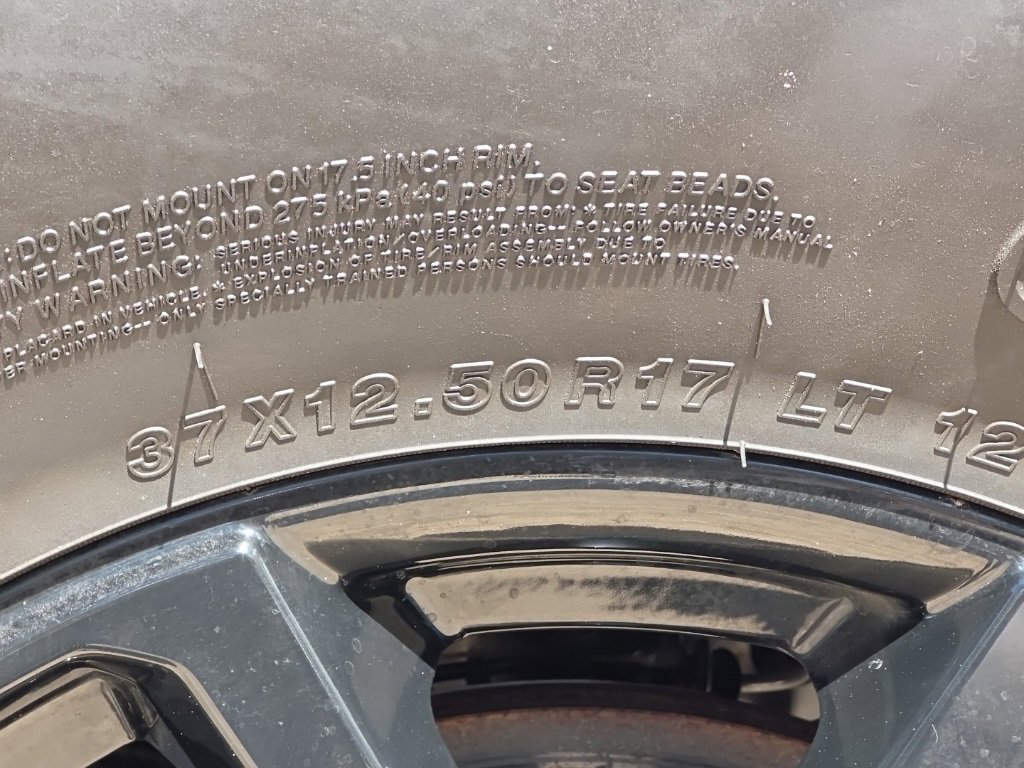 : DO NOT MOUNT ON 17.5 INCH RIM.
INFLATE BEYOND 275 kPa (40 psi) TO SEAT BEADS.
WARNING: SERIOUS INJURY MAY RESULT FROM: * TIRE FAILURE DUE TO
UNDERINFLATION/OVERLOADING-- FOLLOW OWNER'S MANUAL
PLACARD IN VEHICLE. * EXPLOSION OF TIRE/RIM ASSEMBLY DUE TO
MOUNTING-- ONLY SPECIALLY TRAINED PERSONS SHOULD MOUNT TIRES.
37X12.50R17 LT 12